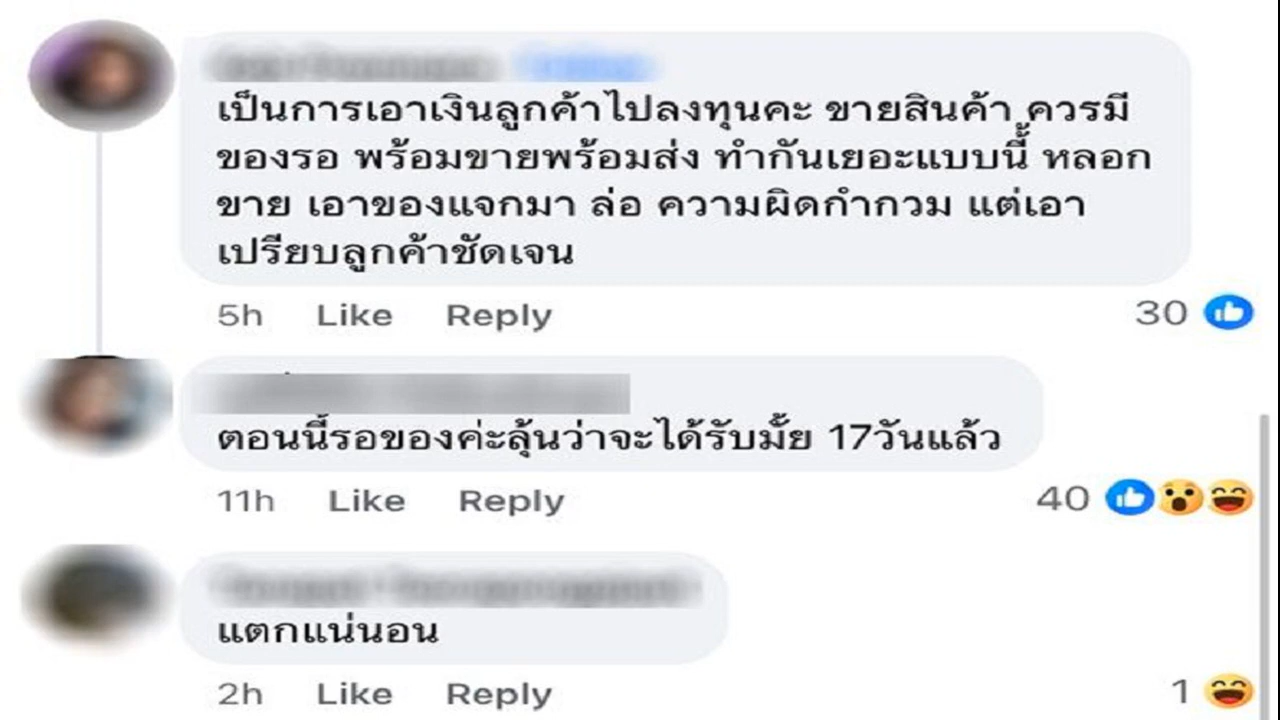 เป็นการเอาเงินลูกค้าไปลงทุนคะ ขายสินค้า ควรมี
ของรอ พร้อมขายพร้อมส่ง ทำกันเยอะแบบนี้ หลอก
ขาย เอาของแจกมา ล่อ ความผิดกำกวม แต่เอา
เปรียบลูกค้าชัดเจน
5h Like Reply 30
ตอนนี้รอของค่ะลุ้นว่าจะได้รับมั้ย 17วันแล้ว
11h Like Reply 40
แตกแน่นอน
2h Like Reply 1